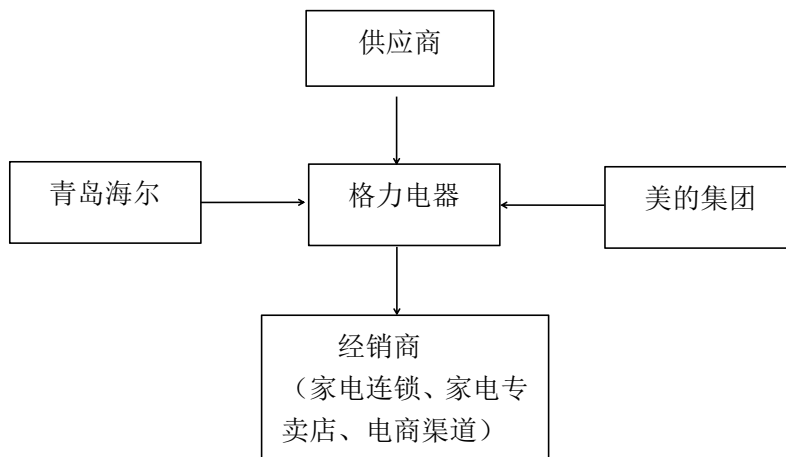 供应商
青岛海尔
格力电器
美的集团
经销商
（家电连锁、家电专
卖店、电商渠道）